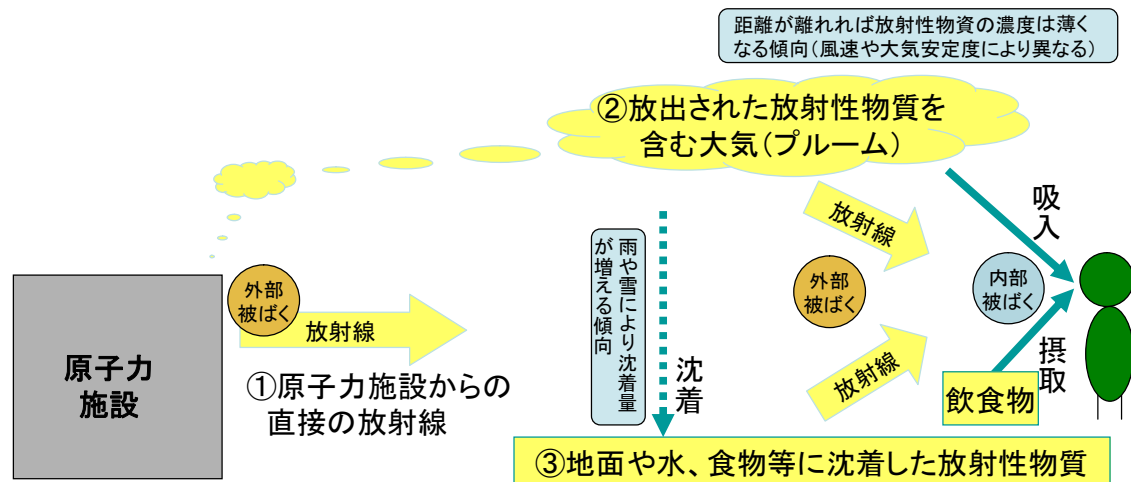 距離が離れれば放射性物資の濃度は薄く
なる傾向(風速や大気安定度により異なる)
②放出された放射性物質を
含む大気(プルーム)
吸入
放射線
雨や雪により沈着量
が増える傾向
外部
被ばく
放射線
外部
被ばく
内部
被ばく
原子力
施設
①原子力施設からの
直接の放射線
沈着
放射線
摂取
飲食物
③地面や水、食物等に沈着した放射性物質